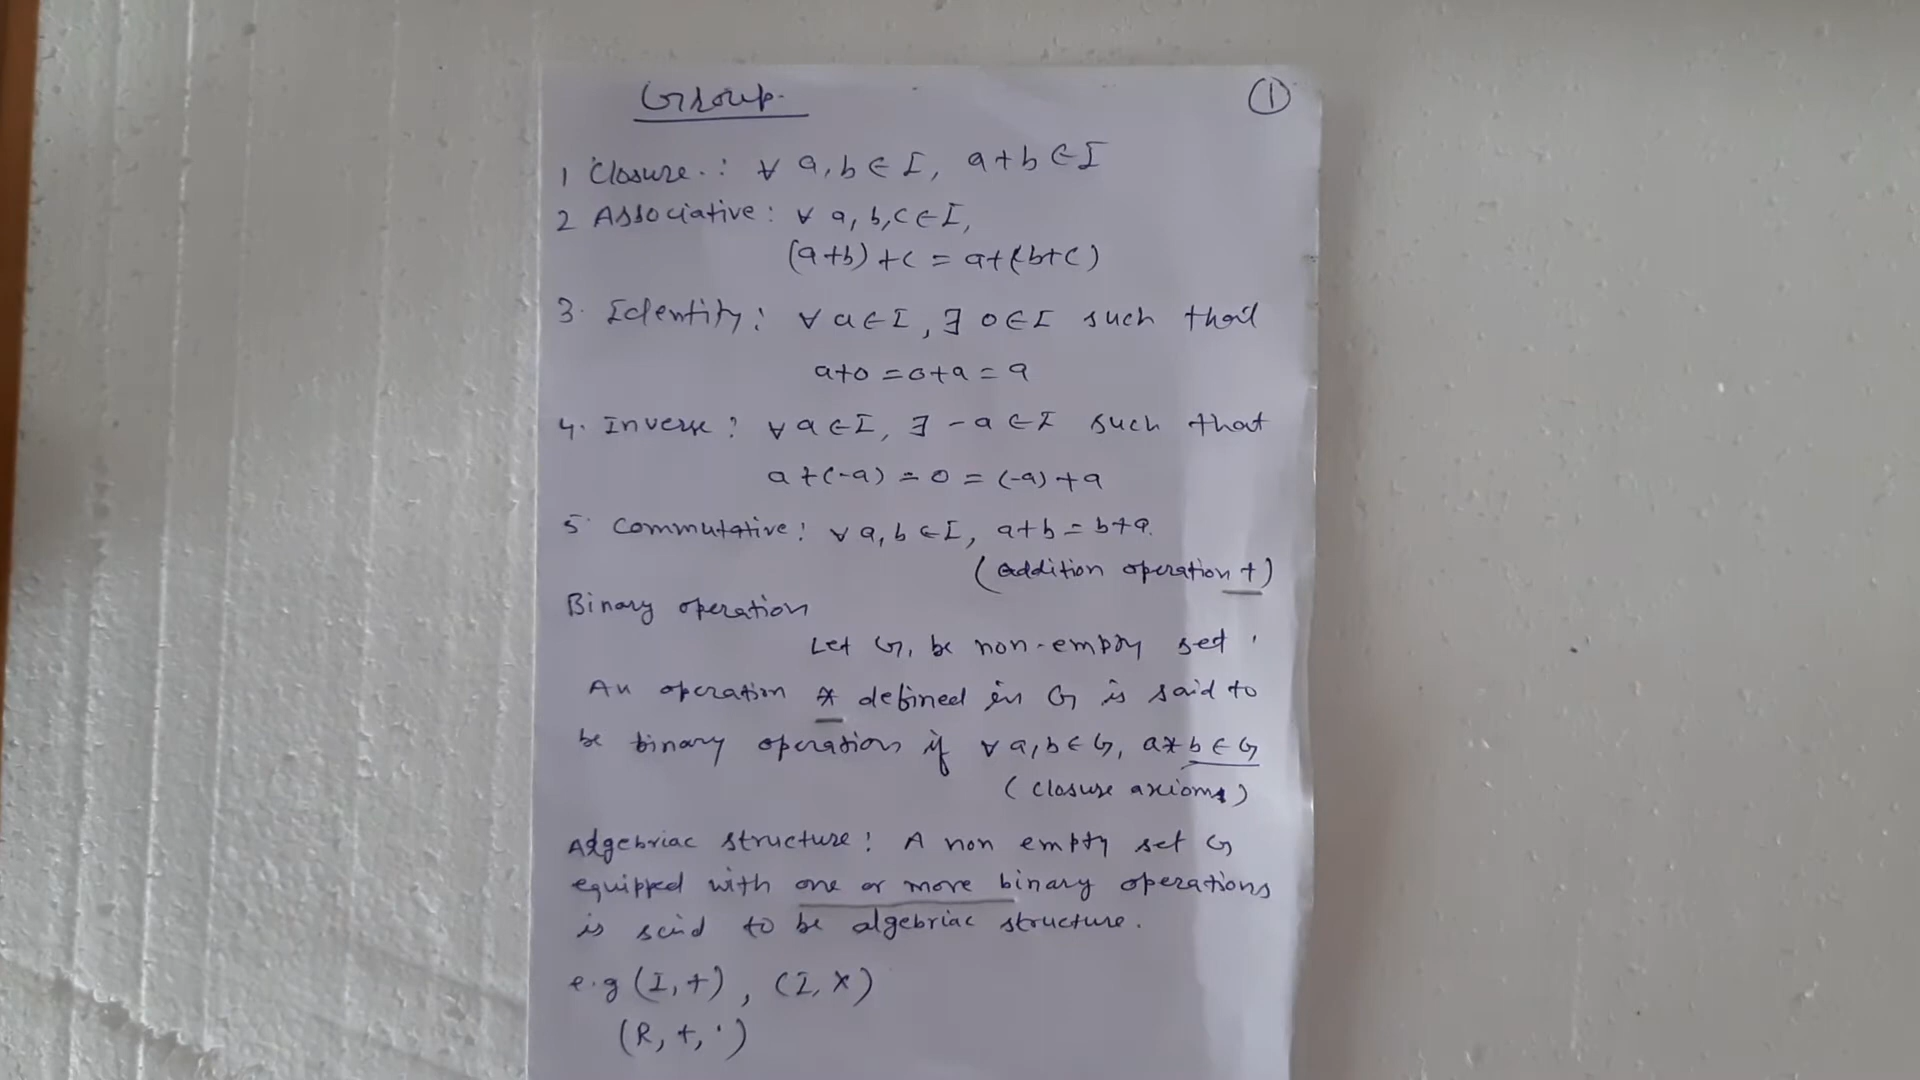 Group.
①
1 Closure.: ∀ a, b ∈ I, a+b ∈ I
2 Associative: ∀ a, b, c ∈ I,
(a+b)+c = a+(b+c)
3. Identity: ∀ a ∈ I, ∃ 0 ∈ I such that
a+0 = 0+a = a
4. Inverse: ∀ a ∈ I, ∃ -a ∈ I such that
a+(-a) = 0 = (-a)+a
5. Commutative: ∀ a, b ∈ I, a+b = b+a.
(addition operation +)
Binary operation
Let G, be non-empty set.
An operation * defined in G is said to
be binary operation if ∀ a, b ∈ G, a*b ∈ G
(closure axioms)
Algebriac structure: A non empty set G
equipped with one or more binary operations
is said to be algebriac structure.
e.g (I, +), (I, ×)
(R, +, ·)